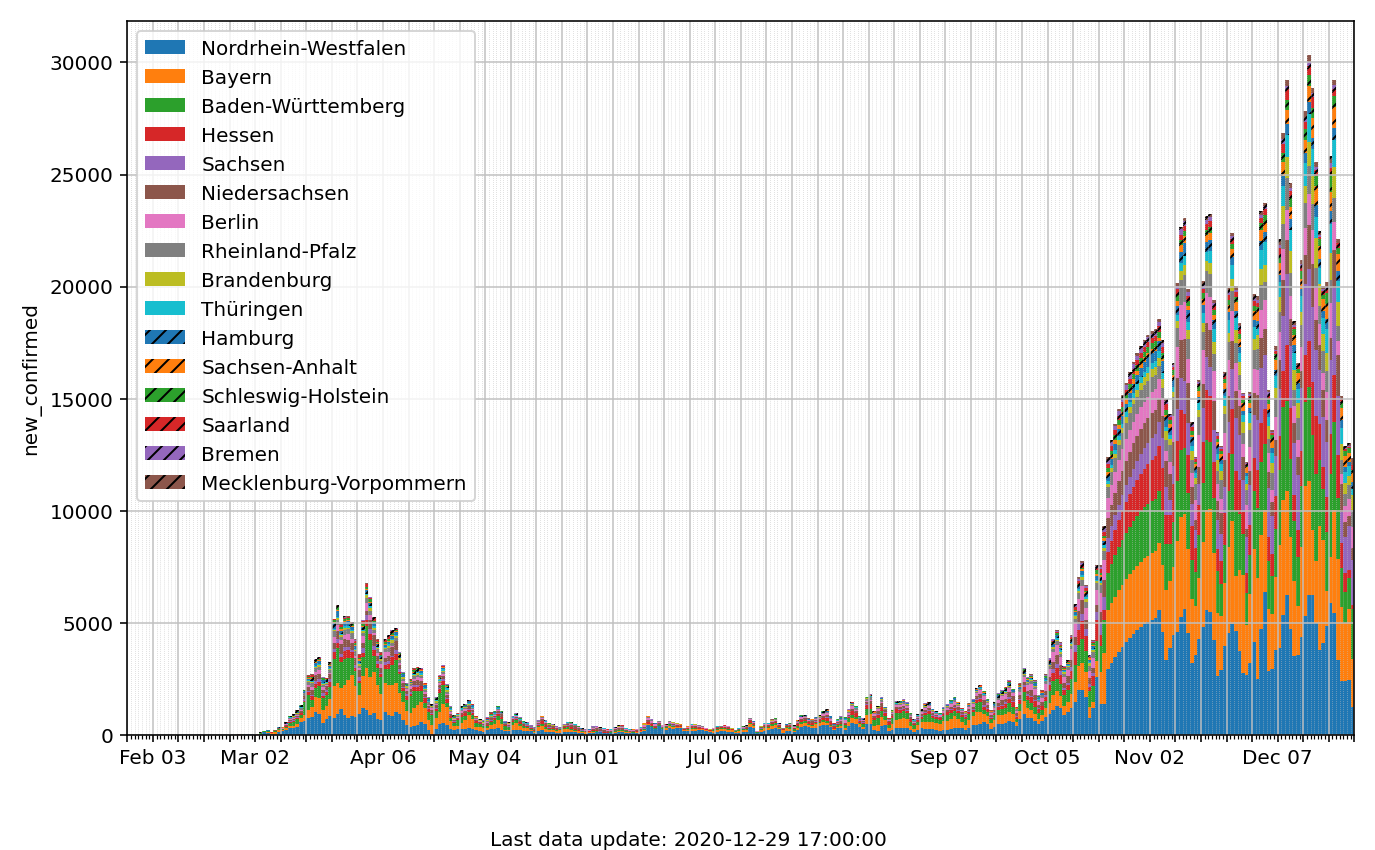 30000
25000
20000
15000
10000
5000
0
new_confirmed
Nordrhein-Westfalen
Bayern
Baden-Württemberg
Hessen
Sachsen
Niedersachsen
Berlin
Rheinland-Pfalz
Brandenburg
Thüringen
Hamburg
Sachsen-Anhalt
Schleswig-Holstein
Saarland
Bremen
Mecklenburg-Vorpommern
Feb 03 Mar 02 Apr 06 May 04 Jun 01 Jul 06 Aug 03 Sep 07 Oct 05 Nov 02 Dec 07
Last data update: 2020-12-29 17:00:00